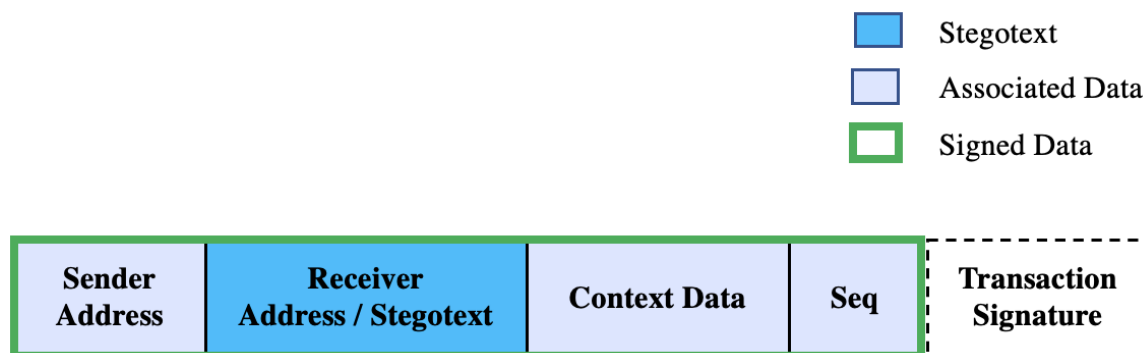 Stegotext
Associated Data
Signed Data
Sender
Address
Receiver
Address / Stegotext
Context Data
Seq
Transaction
Signature